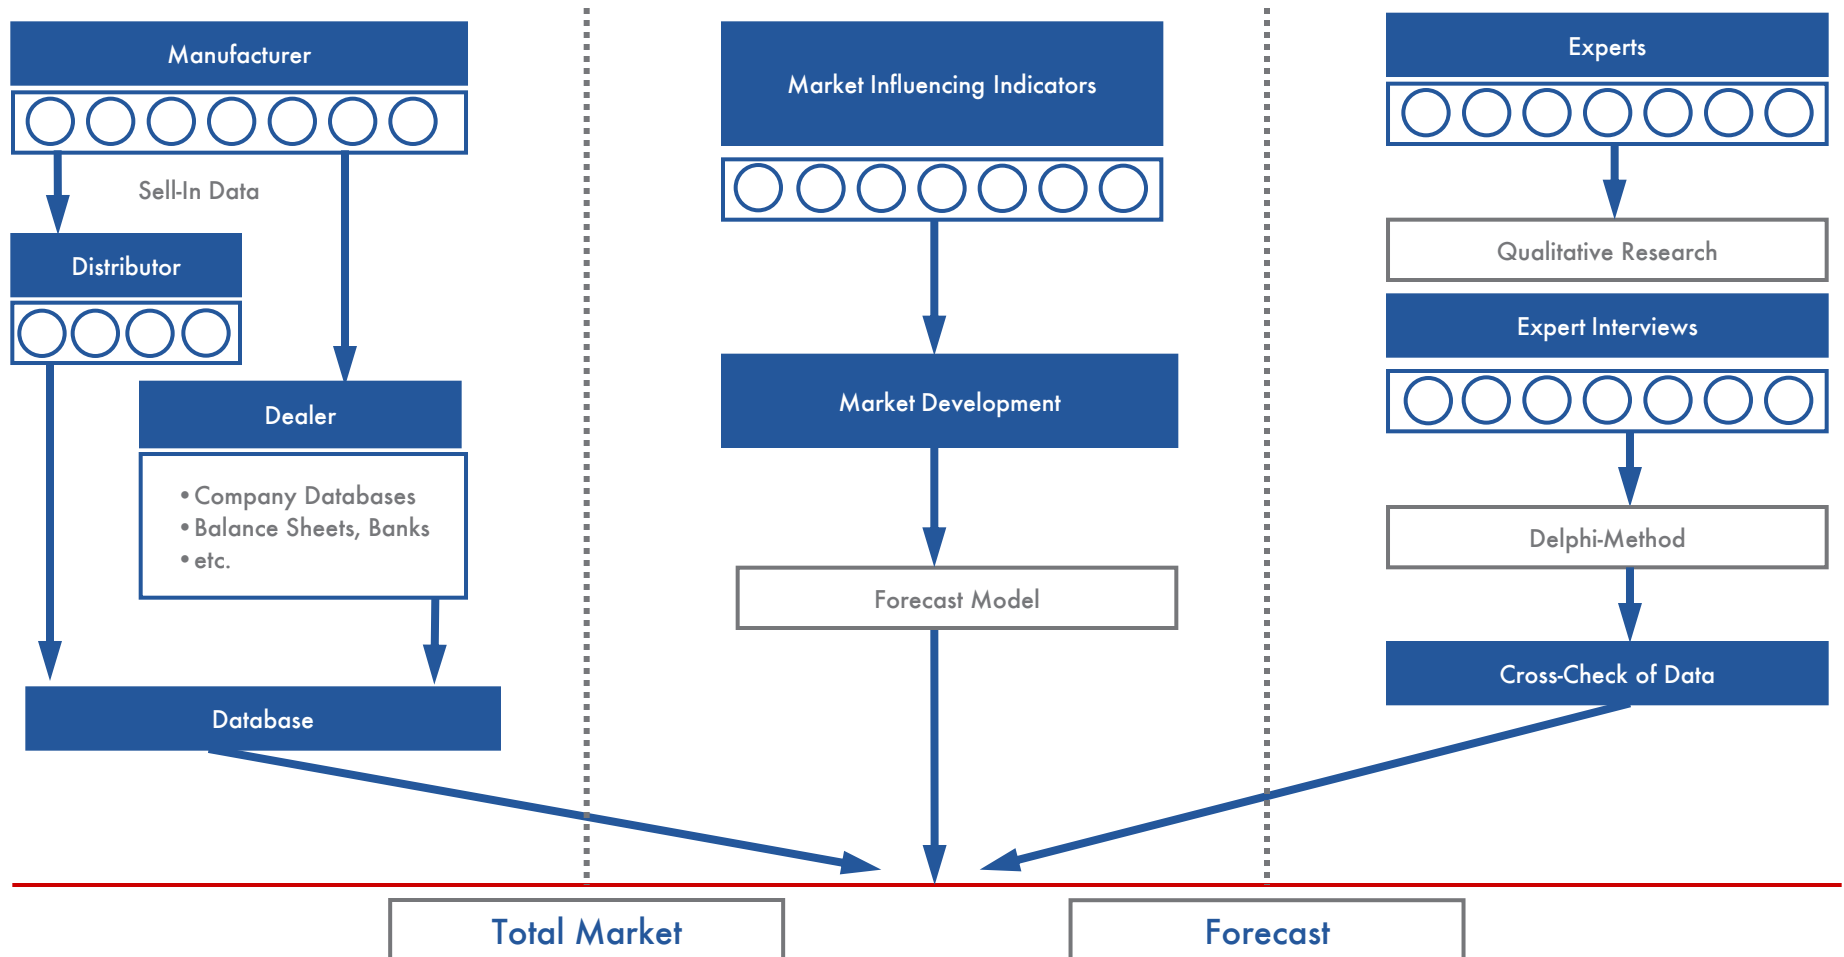 Manufacturer
Sell-In Data
Distributor
Dealer
• Company Databases
• Balance Sheets, Banks
• etc.
Database
Market Influencing Indicators
Market Development
Forecast Model
Experts
Qualitative Research
Expert Interviews
Delphi-Method
Cross-Check of Data
Total Market
Forecast